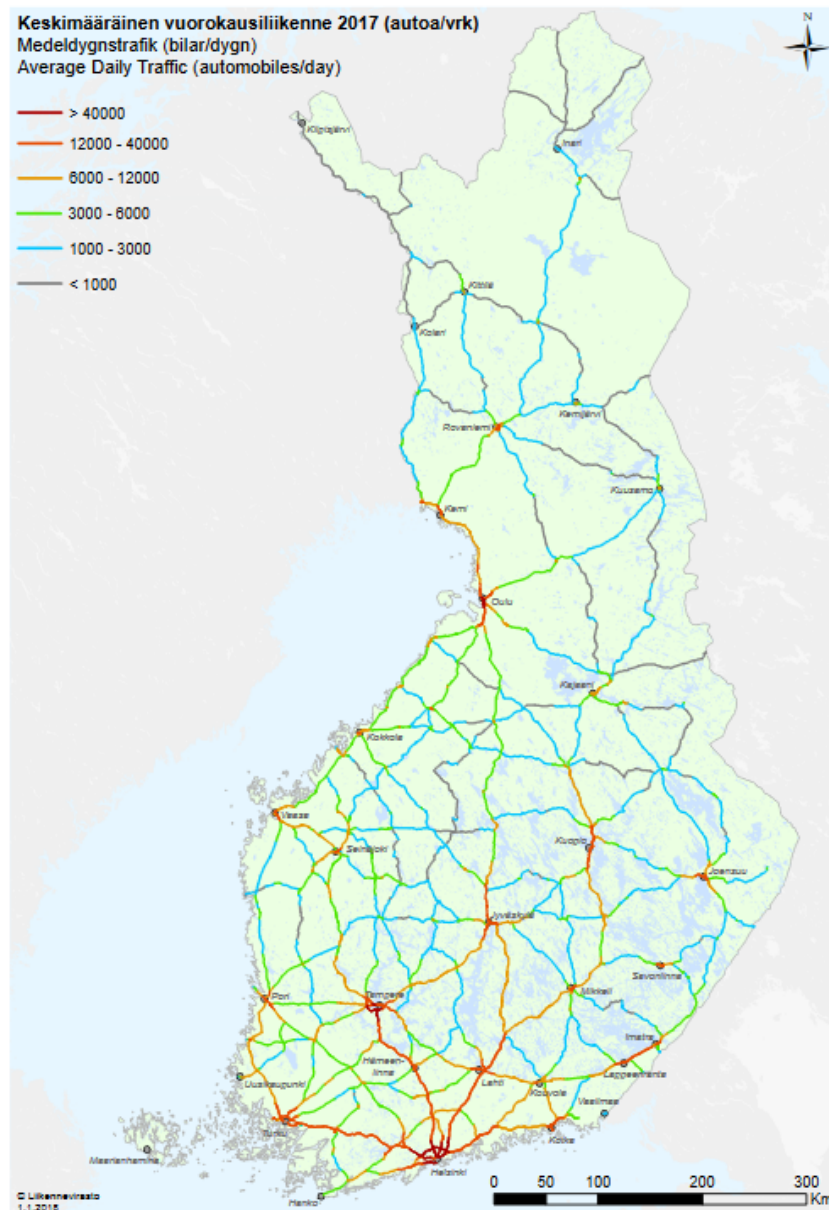 Keskimääräinen vuorokausiliikenne 2017 (autoa/vrk)
Medeldygnstrafik (bilar/dygn)
Average Daily Traffic (automobiles/day)
N
> 40000
12000 - 40000
6000 - 12000
3000 - 6000
1000 - 3000
< 1000
Kilpisjärvi
Inari
Kittilä
Kolari
Kemijärvi
Rovaniemi
Kuusamo
Kemi
Oulu
Kajaani
Kokkola
Vaasa
Seinäjoki
Kuopio
Joensuu
Jyväskylä
Savonlinna
Mikkeli
Pori
Tampere
Imatra
Hämeen-
linna
Lahti
Lappeenranta
Uusikaupunki
Kouvola
Vaalimaa
Turku
Kotka
Maarianhamina
Helsinki
Hanko
0 50 100 200 300
Km
© Liikennevirasto
1.1.2018